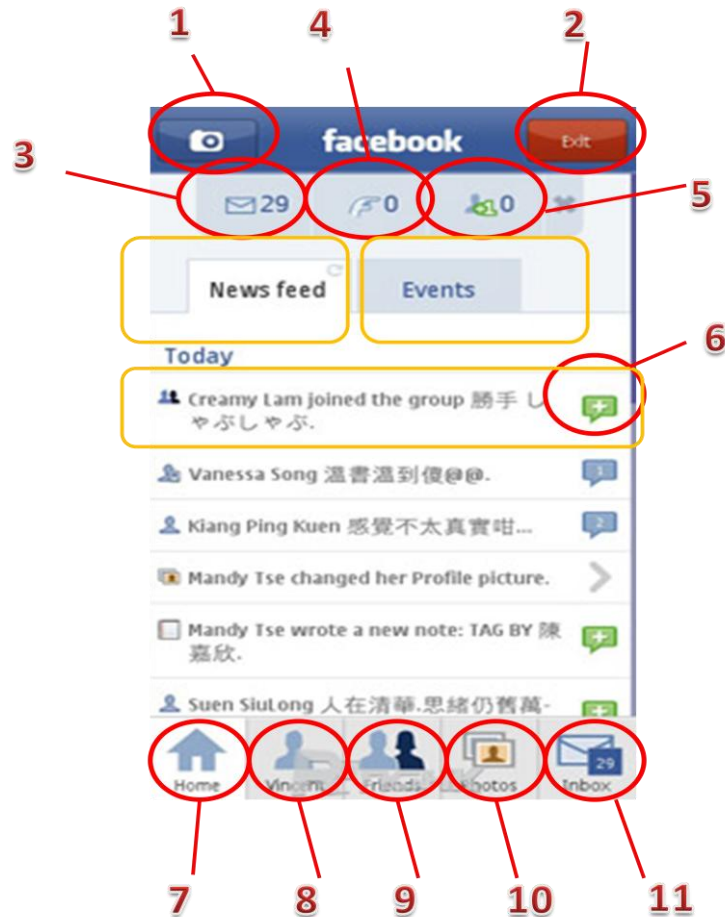 1 4 2
facebook Exit
3
29 0 +1 0
5
News feed Events
6
Today
Creamy Lam joined the group 勝手 し
ゃぶしゃぶ.
Vanessa Song 溫書溫到傻@@.
1
Kiang Ping Kuen 感覺不太真實咁...
2
Mandy Tse changed her Profile picture.
Mandy Tse wrote a new note: TAG BY 陳
嘉欣.
Suen SiuLong 人在清華.思緒仍舊萬-
29
Home Vincent Friends Photos Inbox
7 8 9 10 11